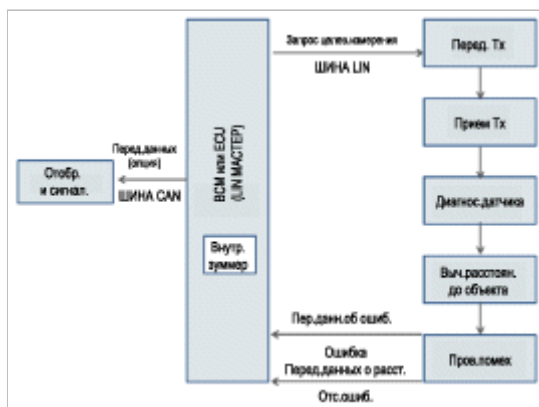 Запрос целев.измерения
ШИНА LIN
Перед. Tx
Прием Tx
Перед.данных
(опция)
ШИНА CAN
Отобр.
и сигнал.
BCM или ECU
(LIN МАСТЕР)
Внутр.
зуммер
Диагнос.датчика
Выч.расстоян.
до объекта
Пер.данн.об ошиб.
Ошибка
Перед.данных о расст.
Отс.ошиб.
Пров.помех